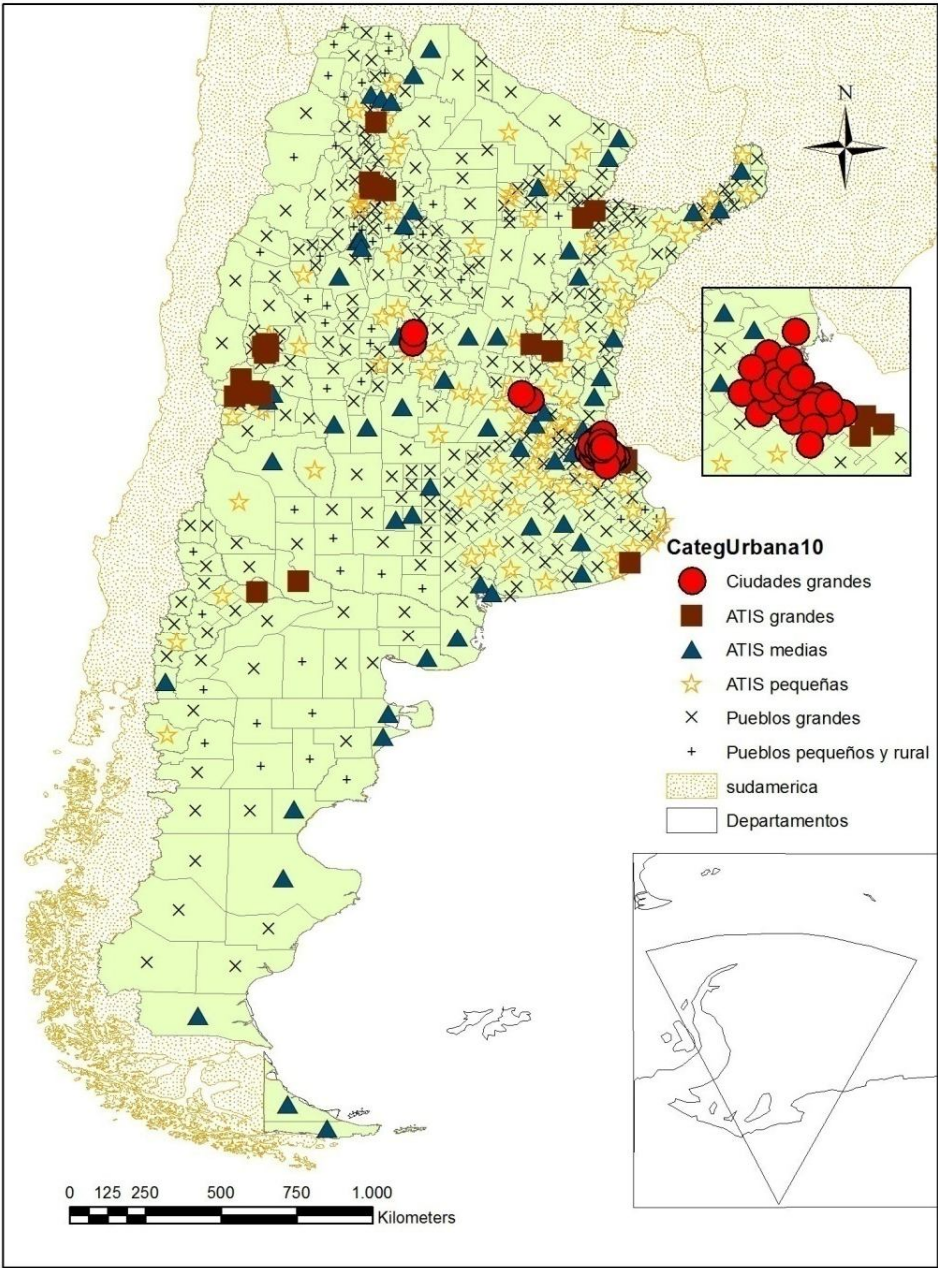 N
CategUrbana10
Ciudades grandes
ATIS grandes
ATIS medias
ATIS pequeñas
Pueblos grandes
Pueblos pequeños y rural
sudamerica
Departamentos
0 125 250 500 750 1.000
Kilometers